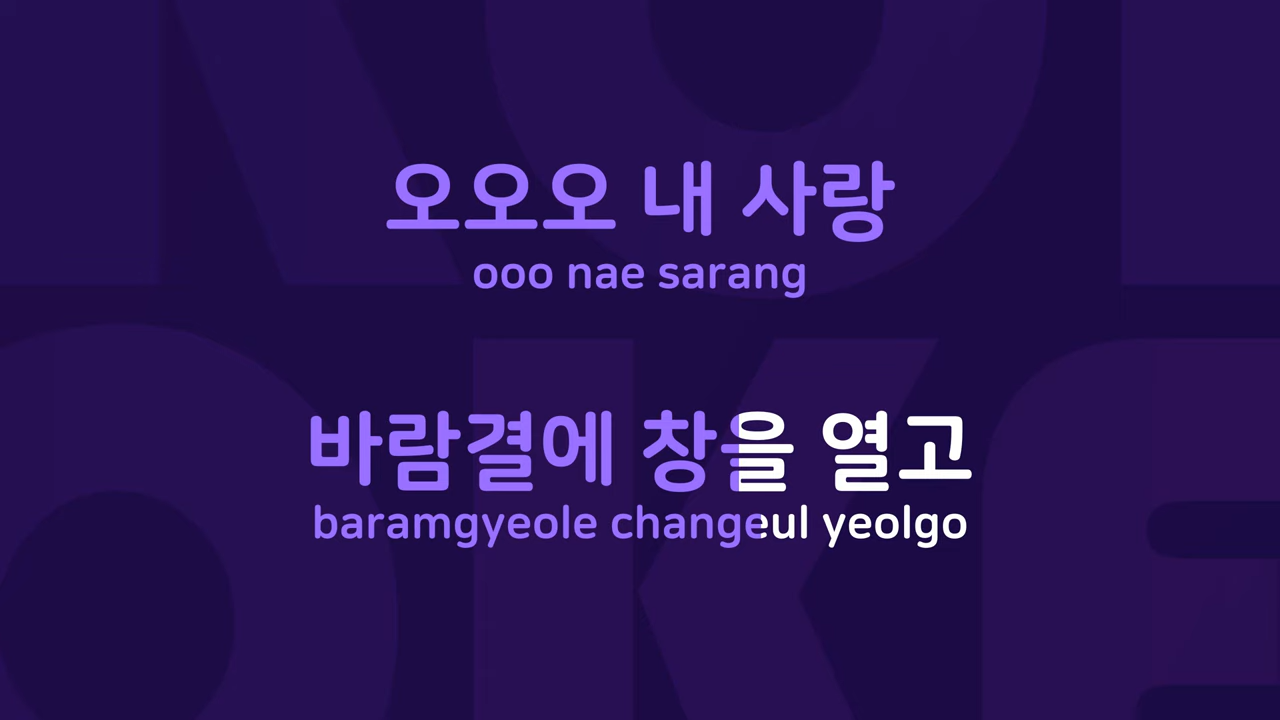 오오오 내 사랑
ooo nae sarang
바람결에 창을 열고
baramgyeole changeul yeolgo